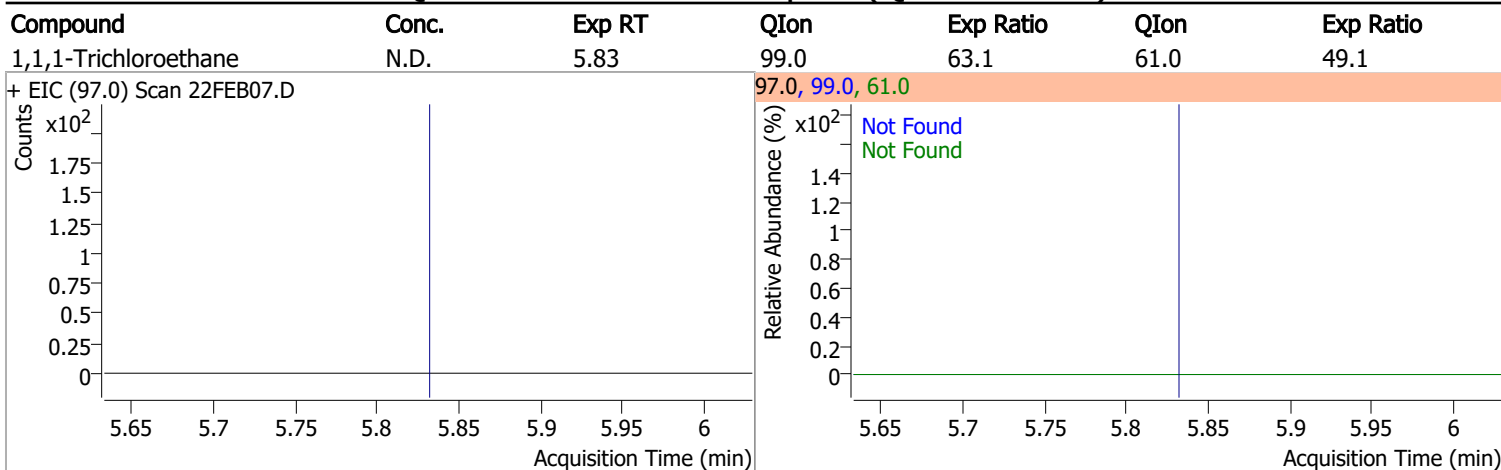 Compound Conc. Exp RT QIon Exp Ratio QIon Exp Ratio
1,1,1-Trichloroethane N.D. 5.83 99.0 63.1 61.0 49.1
+ EIC (97.0) Scan 22FEB07.D
Counts
x10²
1.75
1.5
1.25
1
0.75
0.5
0.25
0
5.65 5.7 5.75 5.8 5.85 5.9 5.95 6
Acquisition Time (min)
97.0, 99.0, 61.0
Relative Abundance (%)
x10²
Not Found
Not Found
1.4
1.2
1
0.8
0.6
0.4
0.2
0
5.65 5.7 5.75 5.8 5.85 5.9 5.95 6
Acquisition Time (min)